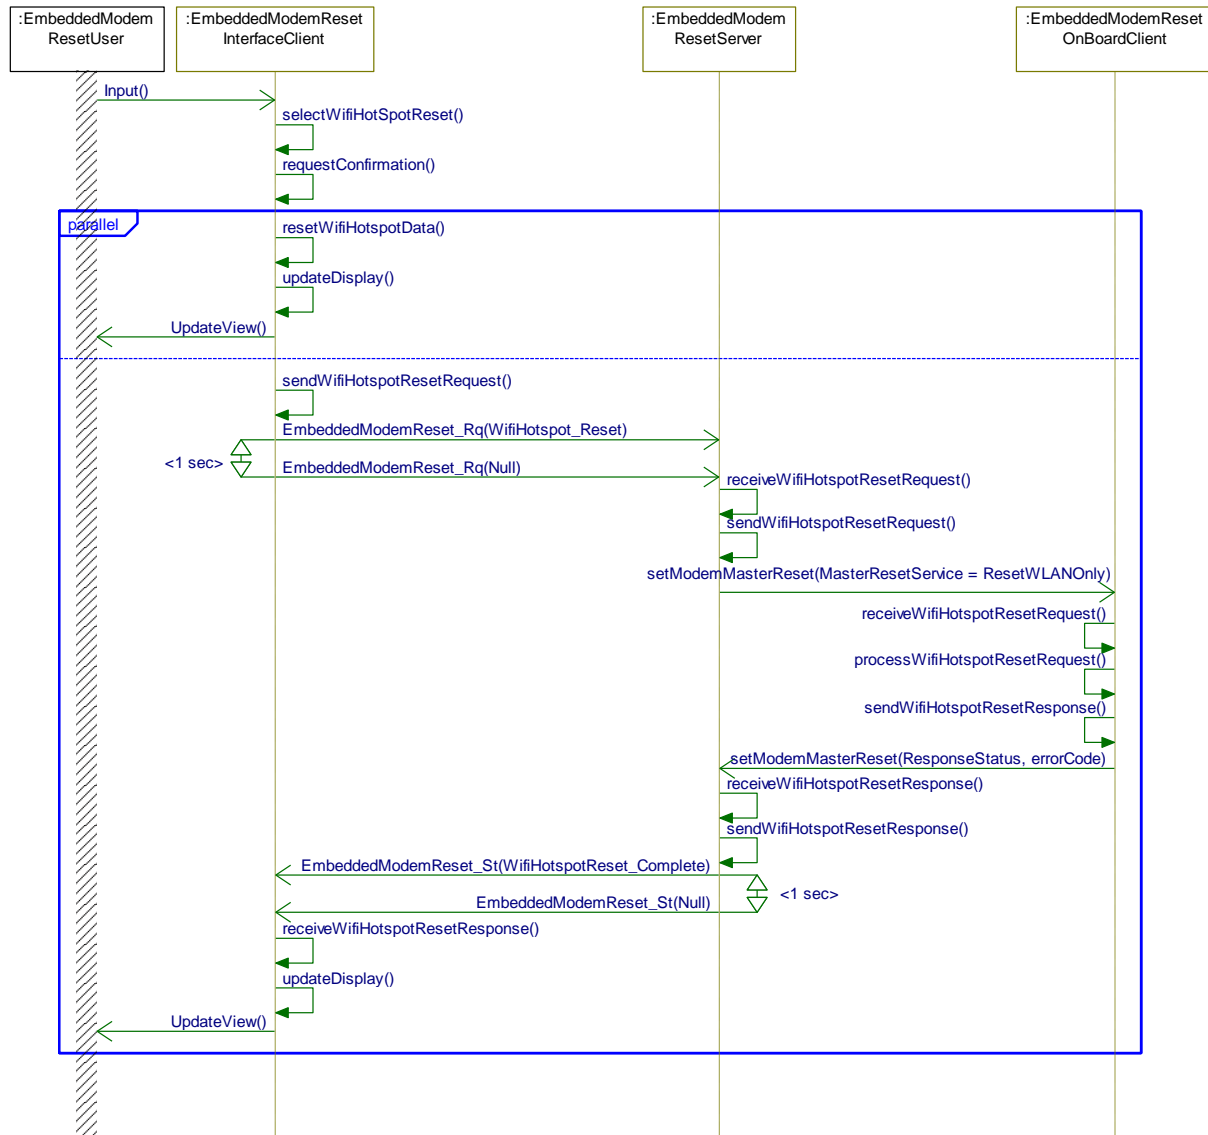 :EmbeddedModem
ResetUser
:EmbeddedModemReset
InterfaceClient
:EmbeddedModem
ResetServer
:EmbeddedModemReset
OnBoardClient
Input()
selectWifiHotSpotReset()
requestConfirmation()
parallel
resetWifiHotspotData()
updateDisplay()
UpdateView()
sendWifiHotspotResetRequest()
EmbeddedModemReset_Rq(WifiHotspot_Reset)
<1 sec>
EmbeddedModemReset_Rq(Null)
receiveWifiHotspotResetRequest()
sendWifiHotspotResetRequest()
setModemMasterReset(MasterResetService = ResetWLANOnly)
receiveWifiHotspotResetRequest()
processWifiHotspotResetRequest()
sendWifiHotspotResetResponse()
setModemMasterReset(ResponseStatus, errorCode)
receiveWifiHotspotResetResponse()
sendWifiHotspotResetResponse()
EmbeddedModemReset_St(WifiHotspotReset_Complete)
<1 sec>
EmbeddedModemReset_St(Null)
receiveWifiHotspotResetResponse()
updateDisplay()
UpdateView()